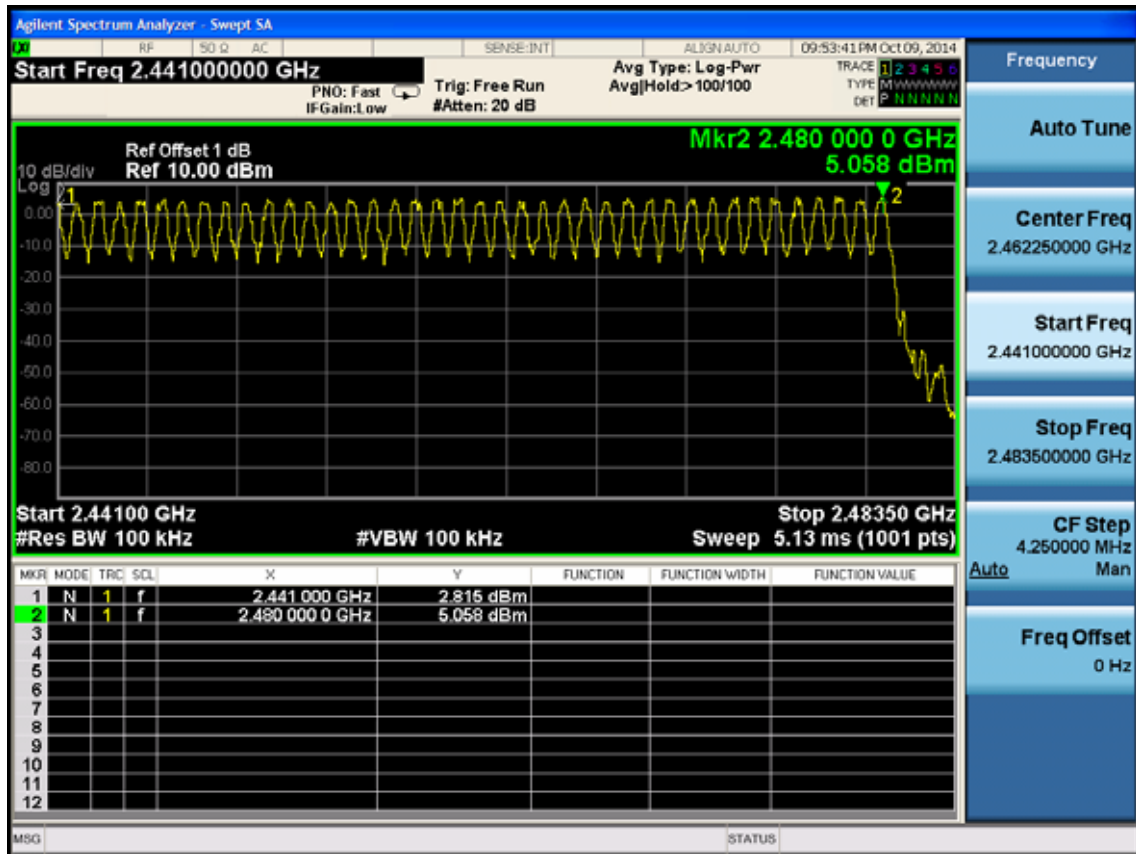 Agilent Spectrum Analyzer - Swept SA
RF 50 Ω AC SENSE:INT ALIGNAUTO 09:53:41 PM Oct 09, 2014
Start Freq 2.441000000 GHz
PNO: Fast
IFGain:Low
Trig: Free Run
#Atten: 20 dB
Avg Type: Log-Pwr
Avg|Hold:>100/100
TRACE 1 2 3 4 5 6
TYPE M WWWWW
DET P N N N N N
Mkr2 2.480 000 0 GHz
5.058 dBm
Ref Offset 1 dB
10 dB/div Ref 10.00 dBm
Log
1
2
0.00
-10.0
-20.0
-30.0
-40.0
-50.0
-60.0
-70.0
-80.0
Start 2.44100 GHz Stop 2.48350 GHz
#Res BW 100 kHz #VBW 100 kHz Sweep 5.13 ms (1001 pts)
MKR MODE TRC SCL X Y FUNCTION FUNCTION WIDTH FUNCTION VALUE
1 N 1 f 2.441 000 GHz 2.815 dBm
2 N 1 f 2.480 000 0 GHz 5.058 dBm
3
4
5
6
7
8
9
10
11
12
MSG STATUS
Frequency
Auto Tune
Center Freq
2.462250000 GHz
Start Freq
2.441000000 GHz
Stop Freq
2.483500000 GHz
CF Step
4.250000 MHz
Auto Man
Freq Offset
0 Hz